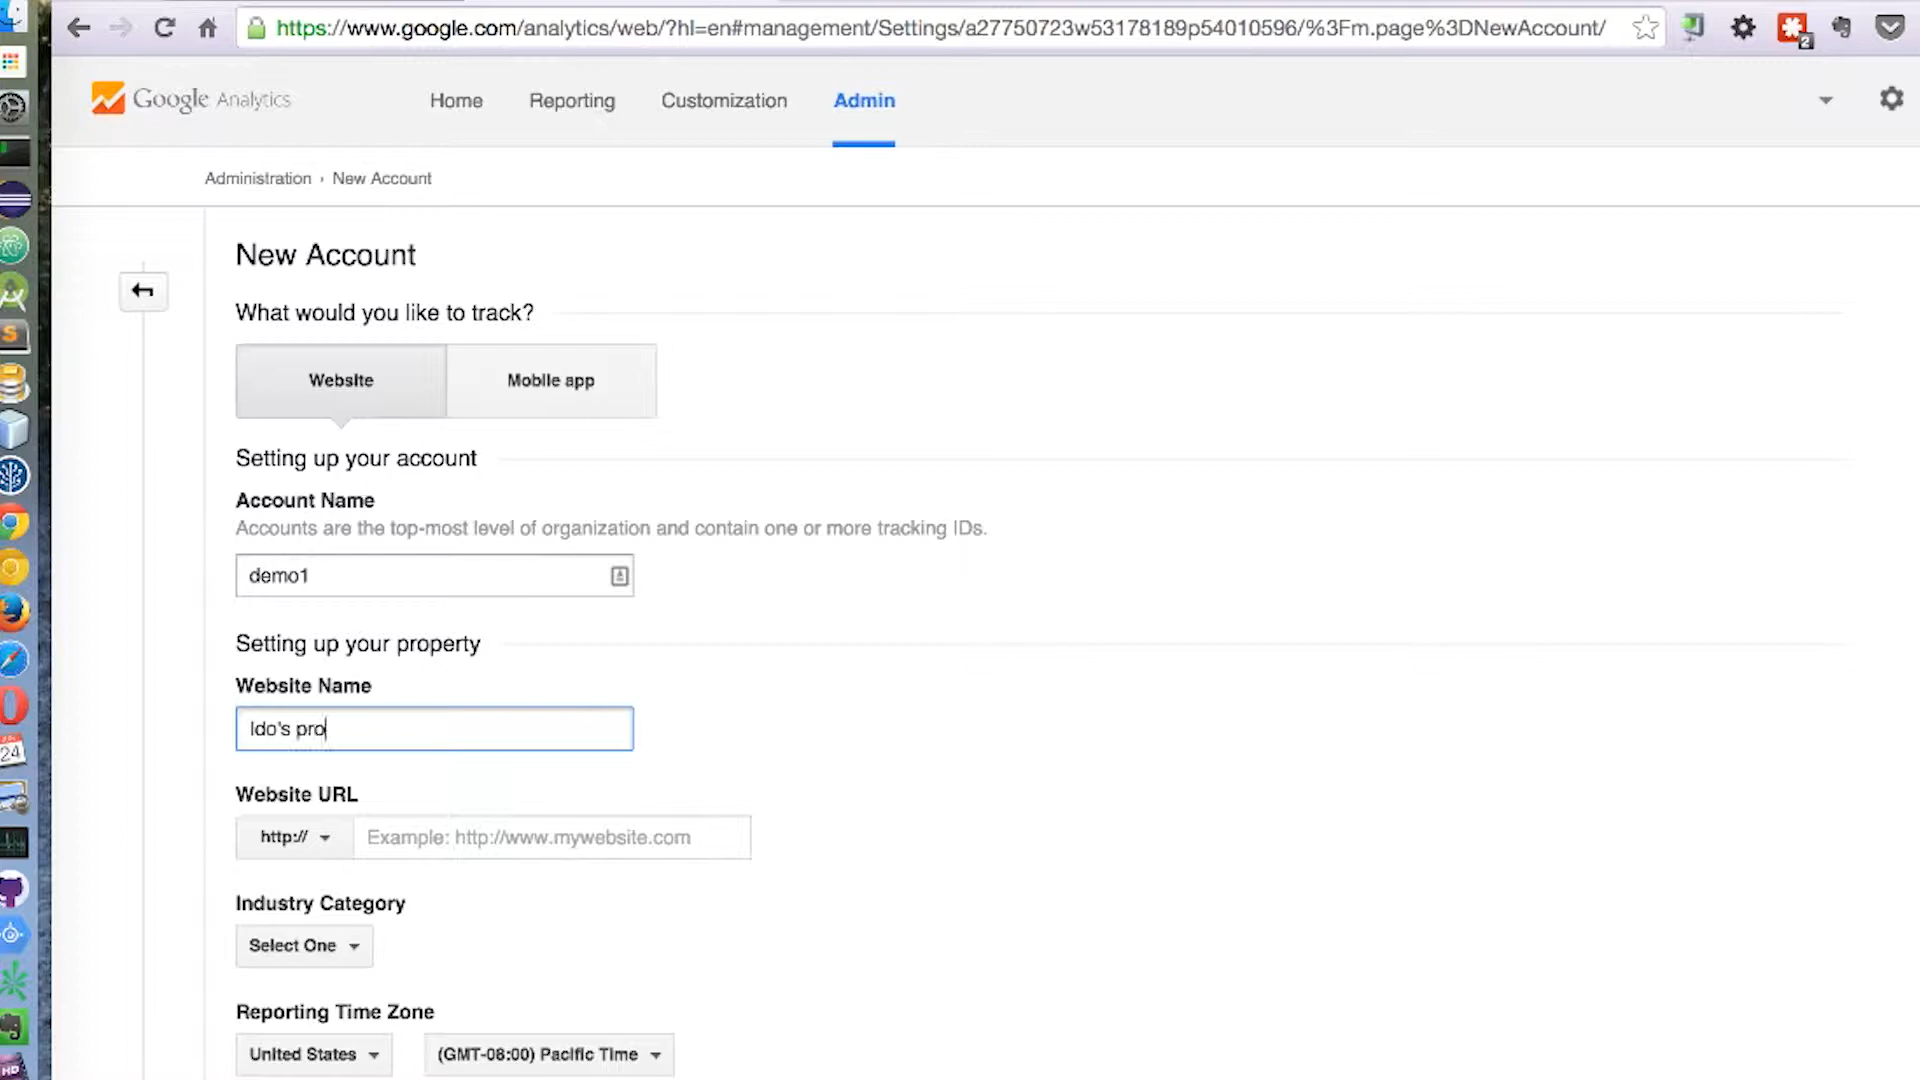 https://www.google.com/analytics/web/?hl=en#management/Settings/a27750723w53178189p54010596/%3Fm.page%3DNewAccount/
2
Google Analytics
Home
Reporting
Customization
Admin
Administration › New Account
New Account
What would you like to track?
Website
Mobile app
Setting up your account
Account Name
Accounts are the top-most level of organization and contain one or more tracking IDs.
demo1
Setting up your property
Website Name
Ido's pro
Website URL
http://
Example: http://www.mywebsite.com
24
Industry Category
Select One
Reporting Time Zone
United States
(GMT-08:00) Pacific Time
HD